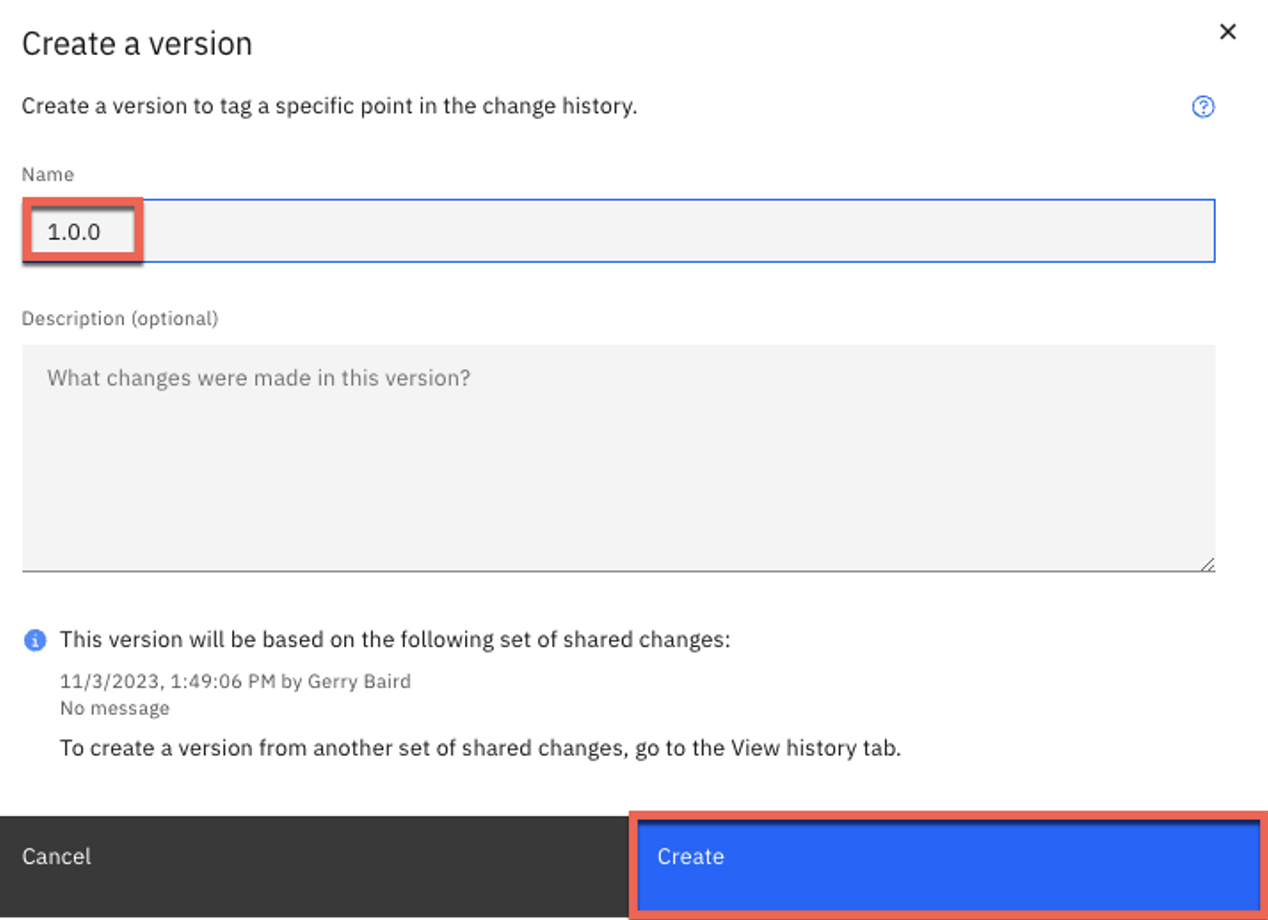 Create a version
Create a version to tag a specific point in the change history.
Name
1.0.0
Description (optional)
What changes were made in this version?
This version will be based on the following set of shared changes:
11/3/2023, 1:49:06 PM by Gerry Baird
No message
To create a version from another set of shared changes, go to the View history tab.
Cancel
Create